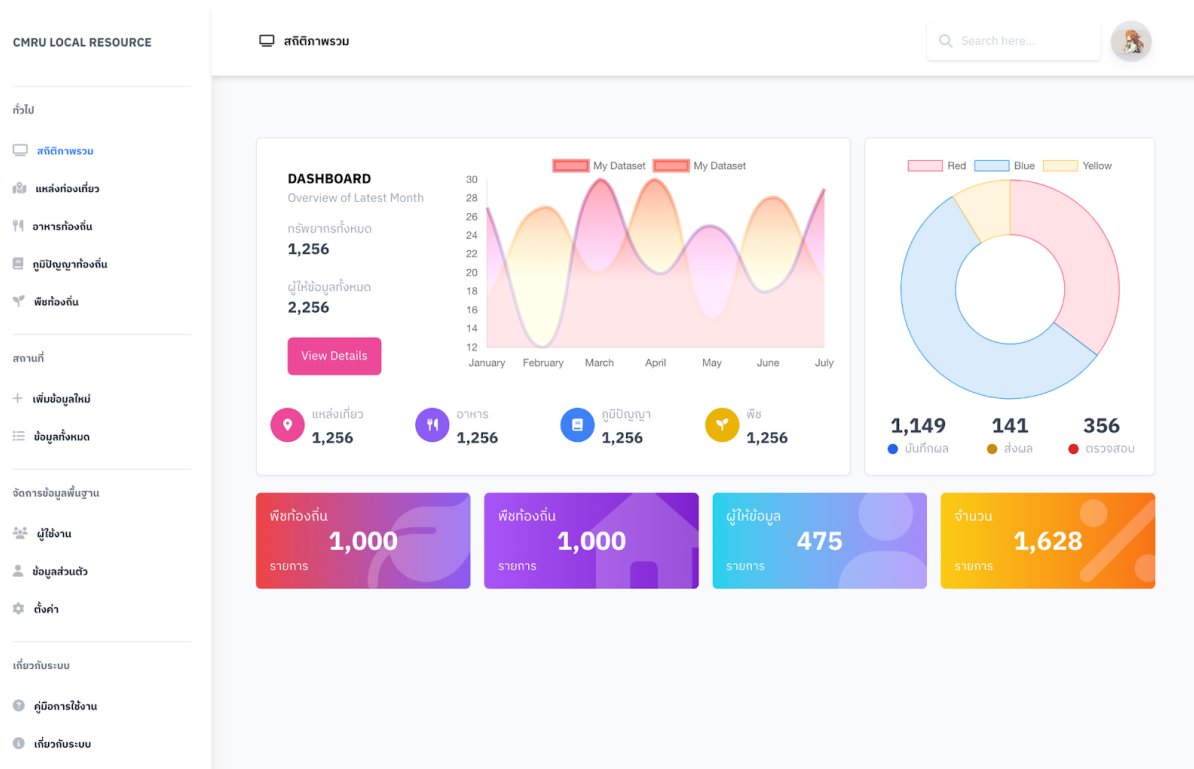 CMRU LOCAL RESOURCE
ทั่วไป
สถิติภาพรวม
แหล่งท่องเที่ยว
อาหารท้องถิ่น
ภูมิปัญญาท้องถิ่น
พืชท้องถิ่น
สถานที่
เพิ่มข้อมูลใหม่
ข้อมูลทั้งหมด
จัดการข้อมูลพื้นฐาน
ผู้ใช้งาน
ข้อมูลส่วนตัว
ตั้งค่า
เกี่ยวกับระบบ
คู่มือการใช้งาน
เกี่ยวกับระบบ
สถิติภาพรวม
Search here...
DASHBOARD
Overview of Latest Month
ทรัพยากรทั้งหมด
1,256
ผู้ให้ข้อมูลทั้งหมด
2,256
View Details
My Dataset My Dataset
30
28
26
24
22
20
18
16
14
12
January February March April May June July
แหล่งเที่ยว
1,256
อาหาร
1,256
ภูมิปัญญา
1,256
พืช
1,256
Red Blue Yellow
1,149 141 356
บันทึกผล ส่งผล ตรวจสอบ
พืชท้องถิ่น
1,000
รายการ
พืชท้องถิ่น
1,000
รายการ
ผู้ให้ข้อมูล
475
รายการ
จำนวน
1,628
รายการ